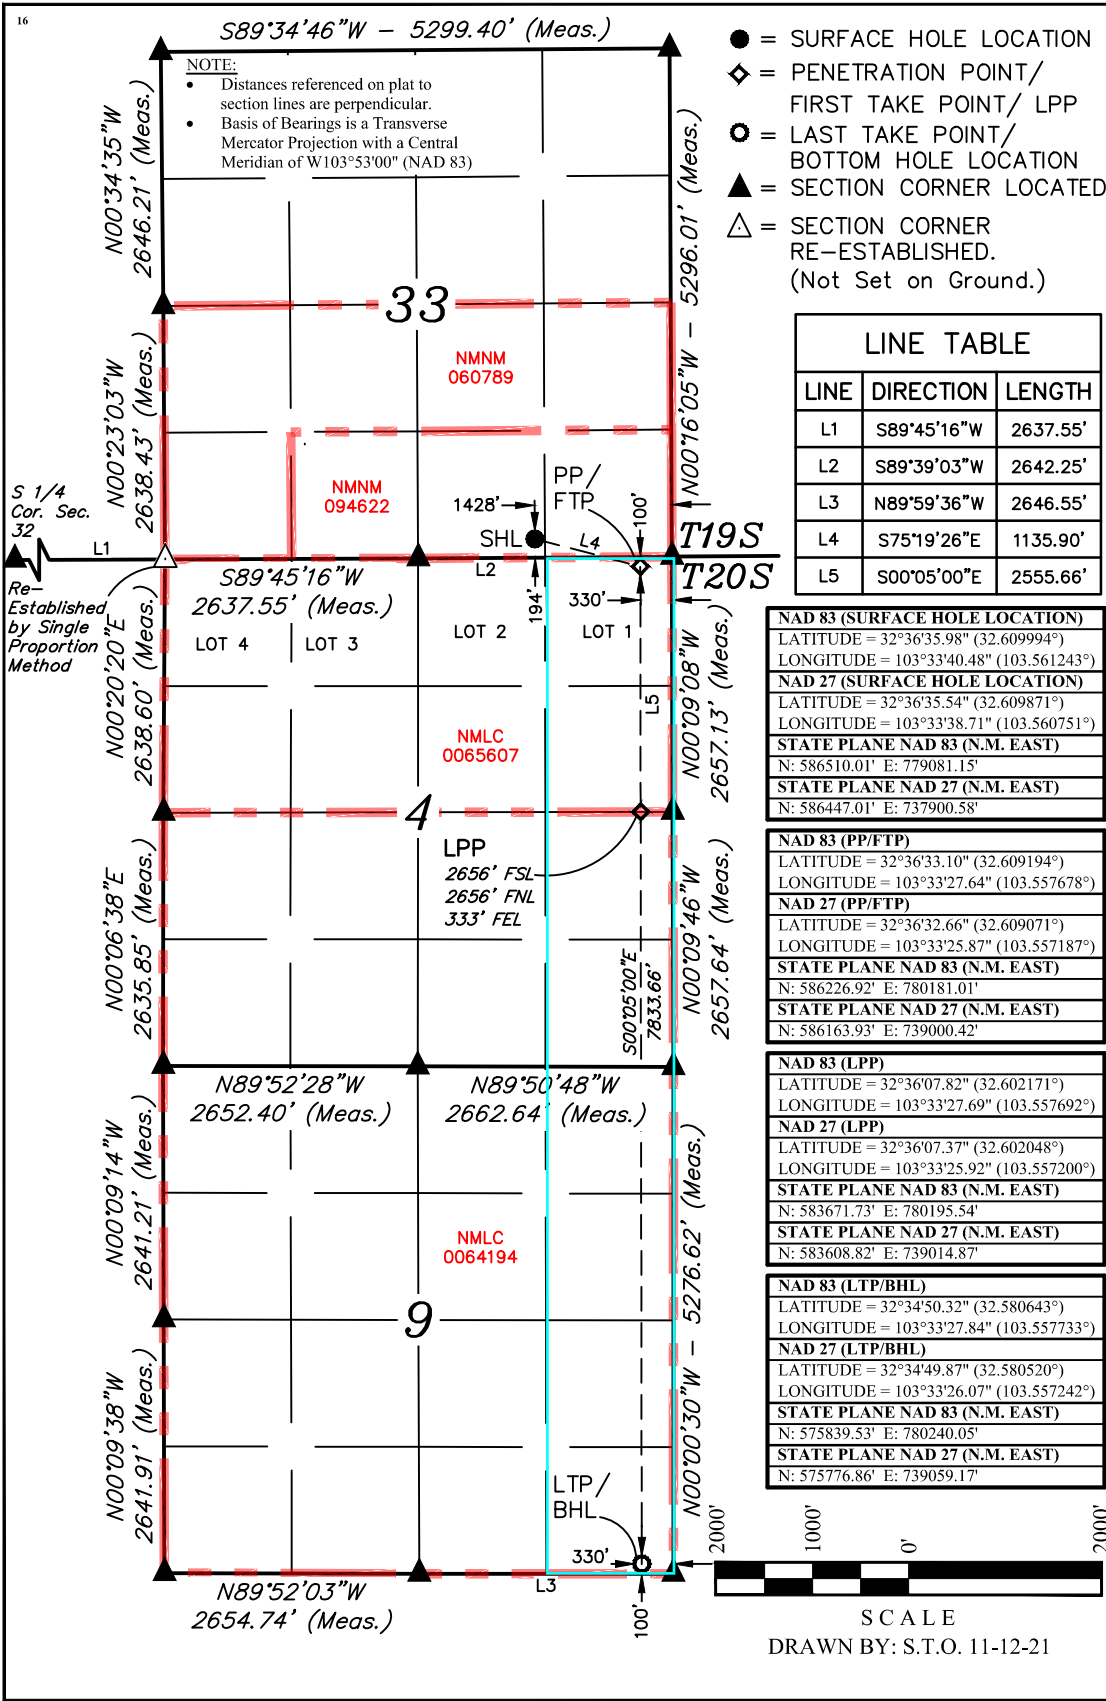 16
S89°34'46"W - 5299.40' (Meas.)
NOTE:
• Distances referenced on plat to
section lines are perpendicular.
• Basis of Bearings is a Transverse
Mercator Projection with a Central
Meridian of W103°53'00" (NAD 83)
● = SURFACE HOLE LOCATION
= PENETRATION POINT/
FIRST TAKE POINT/ LPP
= LAST TAKE POINT/
BOTTOM HOLE LOCATION
▲ = SECTION CORNER LOCATED
△ = SECTION CORNER
RE-ESTABLISHED.
(Not Set on Ground.)
N00°34'35"W
2646.21' (Meas.)
N00°16'05"W - 5296.01' (Meas.)
33
NMNM
060789
N00°23'03"W
2638.43' (Meas.)
NMNM
094622
PP/
FTP
1428'
SHL
L4
100'
T19S
T20S
S 1/4
Cor. Sec.
32
L1
L2
Re-
Established
by Single
Proportion
Method
S89°45'16"W
2637.55' (Meas.)
194'
330'
LOT 4
LOT 3
LOT 2
LOT 1
N00°20'20"E
2638.60' (Meas.)
L5
N00°09'08"W
2657.13' (Meas.)
NMLC
0065607
4
LPP
2656' FSL
2656' FNL
333' FEL
N00°06'38"E
2635.85' (Meas.)
S00°05'00"E
7833.66'
N00°09'46"W
2657.64' (Meas.)
N89°52'28"W
2652.40' (Meas.)
N89°50'48"W
2662.64' (Meas.)
N00°09'14"W
2641.21' (Meas.)
NMLC
0064194
N00°00'30"W - 5276.62' (Meas.)
9
N00°09'38"W
2641.91' (Meas.)
LTP/
BHL
330'
L3
100'
N89°52'03"W
2654.74' (Meas.)
LINE TABLE
LINE DIRECTION LENGTH
L1 S89°45'16"W 2637.55'
L2 S89°39'03"W 2642.25'
L3 N89°59'36"W 2646.55'
L4 S75°19'26"E 1135.90'
L5 S00°05'00"E 2555.66'
NAD 83 (SURFACE HOLE LOCATION)
LATITUDE = 32°36'35.98" (32.609994°)
LONGITUDE = 103°33'40.48" (103.561243°)
NAD 27 (SURFACE HOLE LOCATION)
LATITUDE = 32°36'35.54" (32.609871°)
LONGITUDE = 103°33'38.71" (103.560751°)
STATE PLANE NAD 83 (N.M. EAST)
N: 586510.01' E: 779081.15'
STATE PLANE NAD 27 (N.M. EAST)
N: 586447.01' E: 737900.58'
NAD 83 (PP/FTP)
LATITUDE = 32°36'33.10" (32.609194°)
LONGITUDE = 103°33'27.64" (103.557678°)
NAD 27 (PP/FTP)
LATITUDE = 32°36'32.66" (32.609071°)
LONGITUDE = 103°33'25.87" (103.557187°)
STATE PLANE NAD 83 (N.M. EAST)
N: 586226.92' E: 780181.01'
STATE PLANE NAD 27 (N.M. EAST)
N: 586163.93' E: 739000.42'
NAD 83 (LPP)
LATITUDE = 32°36'07.82" (32.602171°)
LONGITUDE = 103°33'27.69" (103.557692°)
NAD 27 (LPP)
LATITUDE = 32°36'07.37" (32.602048°)
LONGITUDE = 103°33'25.92" (103.557200°)
STATE PLANE NAD 83 (N.M. EAST)
N: 583671.73' E: 780195.54'
STATE PLANE NAD 27 (N.M. EAST)
N: 583608.82' E: 739014.87'
NAD 83 (LTP/BHL)
LATITUDE = 32°34'50.32" (32.580643°)
LONGITUDE = 103°33'27.84" (103.557733°)
NAD 27 (LTP/BHL)
LATITUDE = 32°34'49.87" (32.580520°)
LONGITUDE = 103°33'26.07" (103.557242°)
STATE PLANE NAD 83 (N.M. EAST)
N: 575839.53' E: 780240.05'
STATE PLANE NAD 27 (N.M. EAST)
N: 575776.86' E: 739059.17'
2000' 1000' 0' 2000'
SCALE
DRAWN BY: S.T.O. 11-12-21